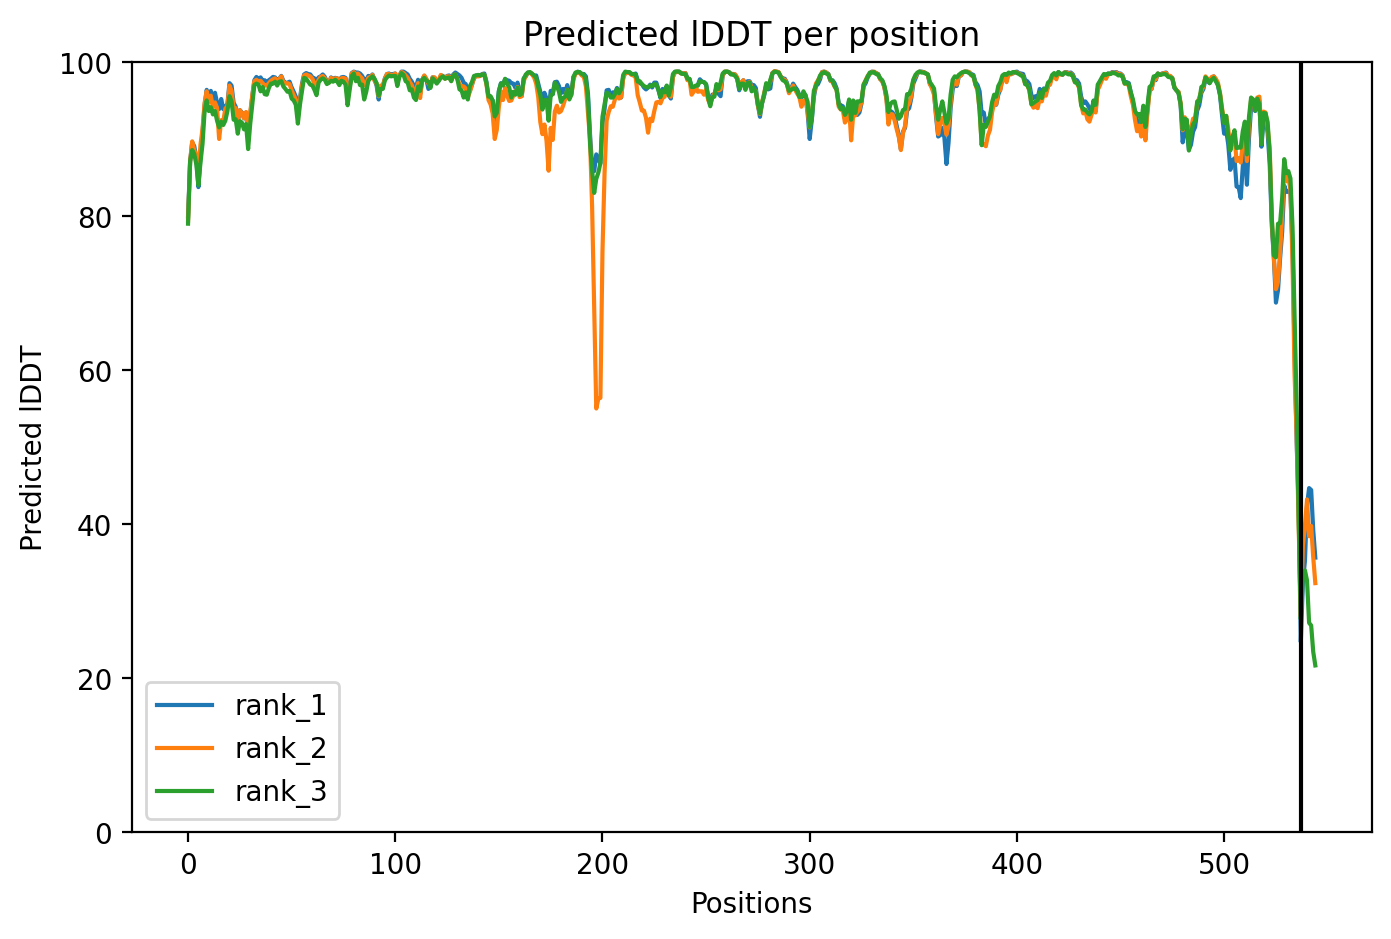 Predicted lDDT per position
100
80
60
40
20
0
Predicted lDDT
rank_1
rank_2
rank_3
0 100 200 300 400 500
Positions